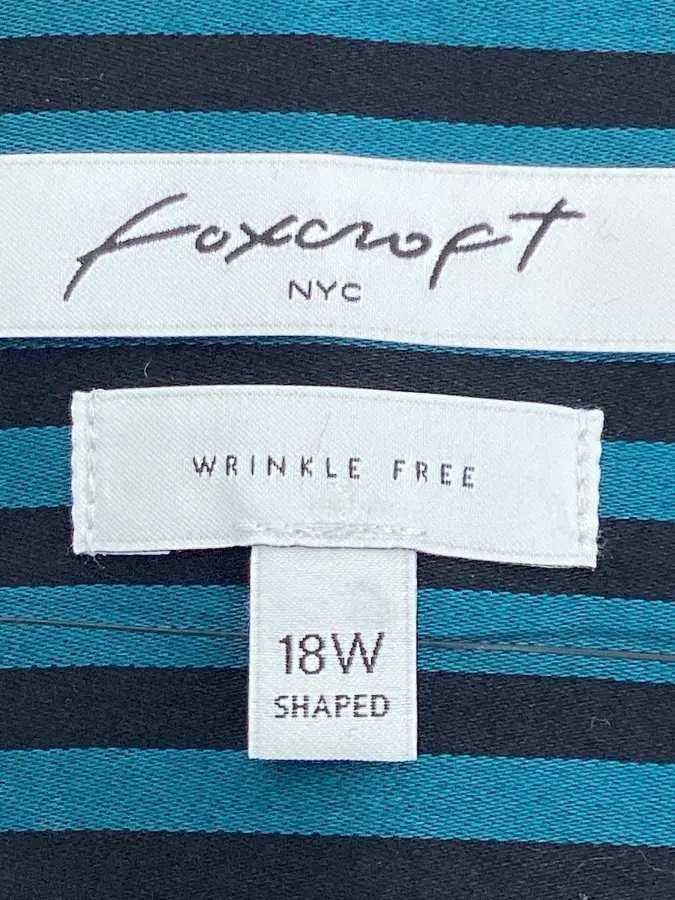 foxcroft
NYC
WRINKLE FREE
18W
SHAPED